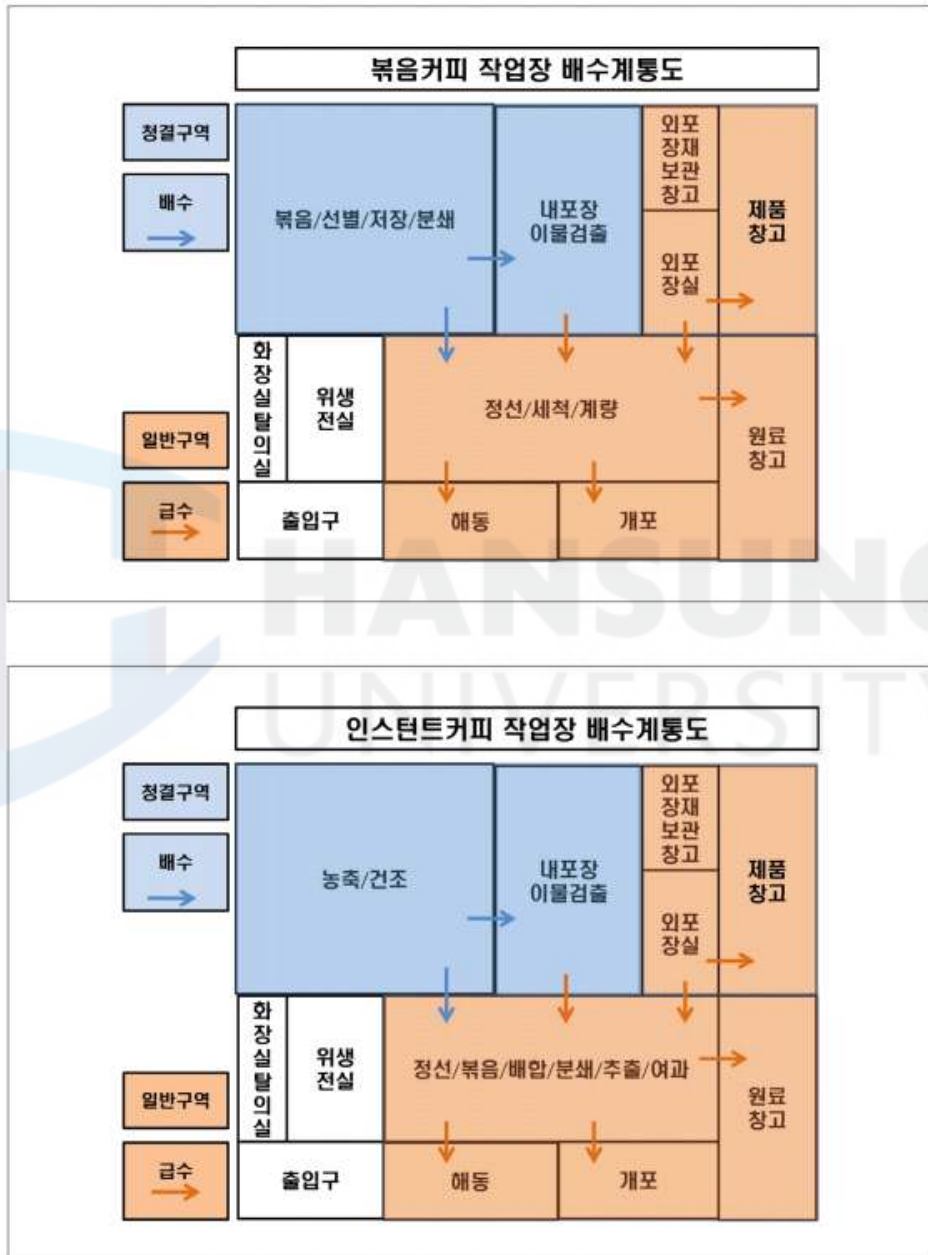 볶음커피 작업장 배수계통도
청결구역
배수
볶음/선별/저장/분쇄
내포장
이물검출
외포
장재
보관
창고
외포
장실
제품
창고
화
장
실
탈
의
실
위생
전실
정선/세척/계량
원료
창고
일반구역
급수
출입구
해동
개포
HANSUNG
UNIVERSITY
인스턴트커피 작업장 배수계통도
청결구역
배수
농축/건조
내포장
이물검출
외포
장재
보관
창고
외포
장실
제품
창고
화
장
실
탈
의
실
위생
전실
정선/볶음/배합/분쇄/추출/여과
원료
창고
일반구역
급수
출입구
해동
개포